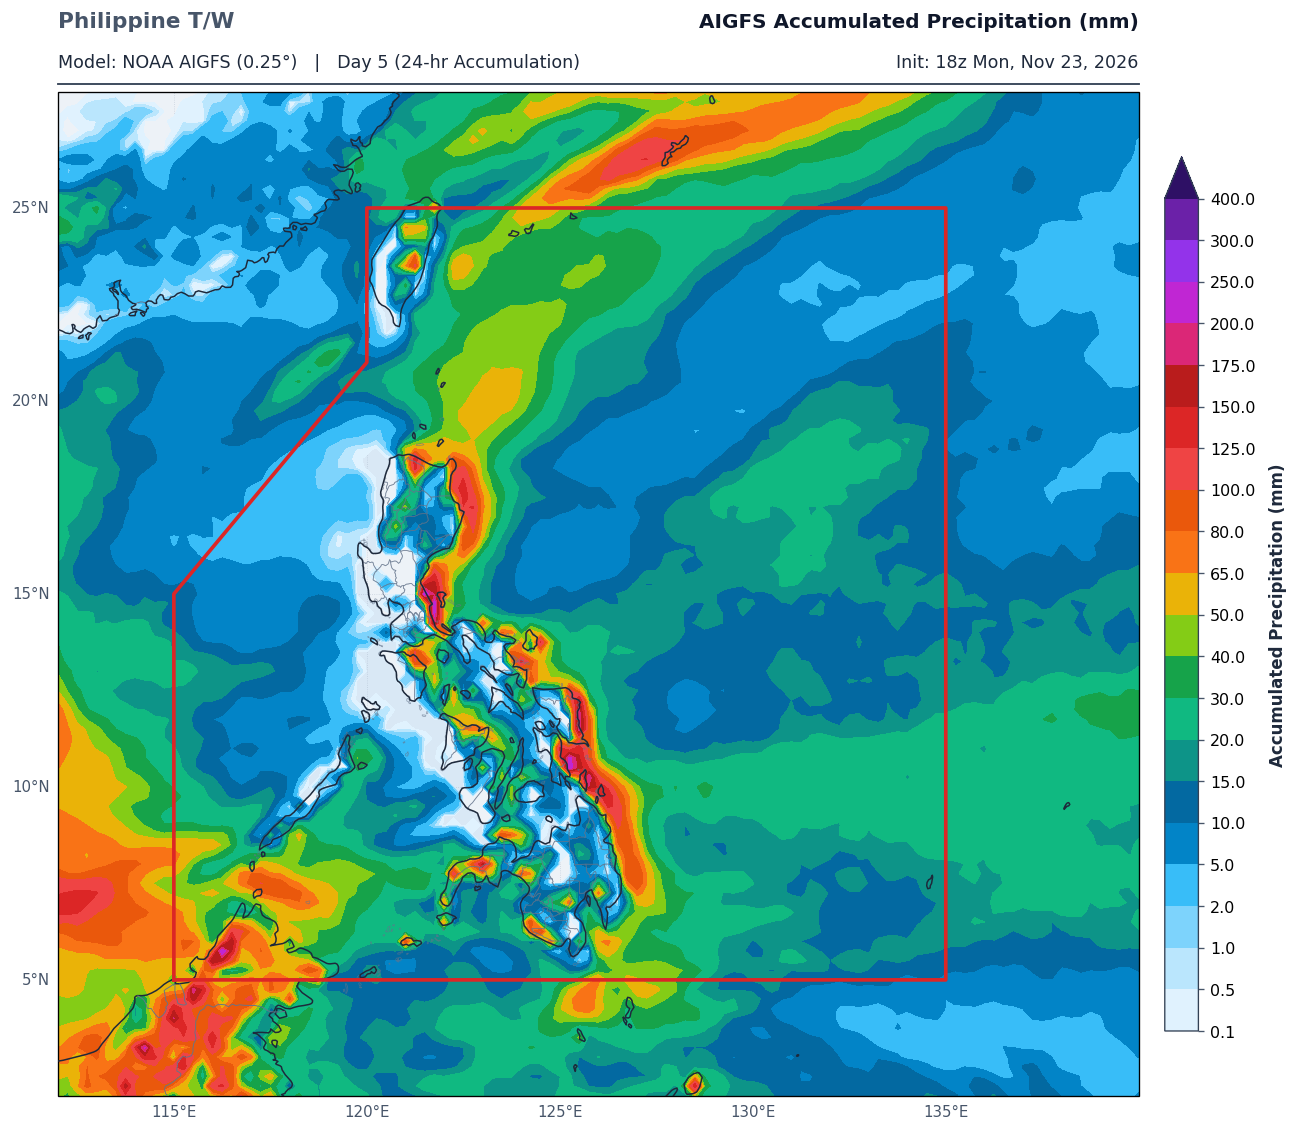 Philippine T/W
AIGFS Accumulated Precipitation (mm)
Model: NOAA AIGFS (0.25°)   |   Day 5 (24-hr Accumulation)
Init: 18z Mon, Nov 23, 2026
25°N
20°N
15°N
10°N
5°N
115°E
120°E
125°E
130°E
135°E
400.0
300.0
250.0
200.0
175.0
150.0
125.0
100.0
80.0
65.0
50.0
40.0
30.0
20.0
15.0
10.0
5.0
2.0
1.0
0.5
0.1
Accumulated Precipitation (mm)